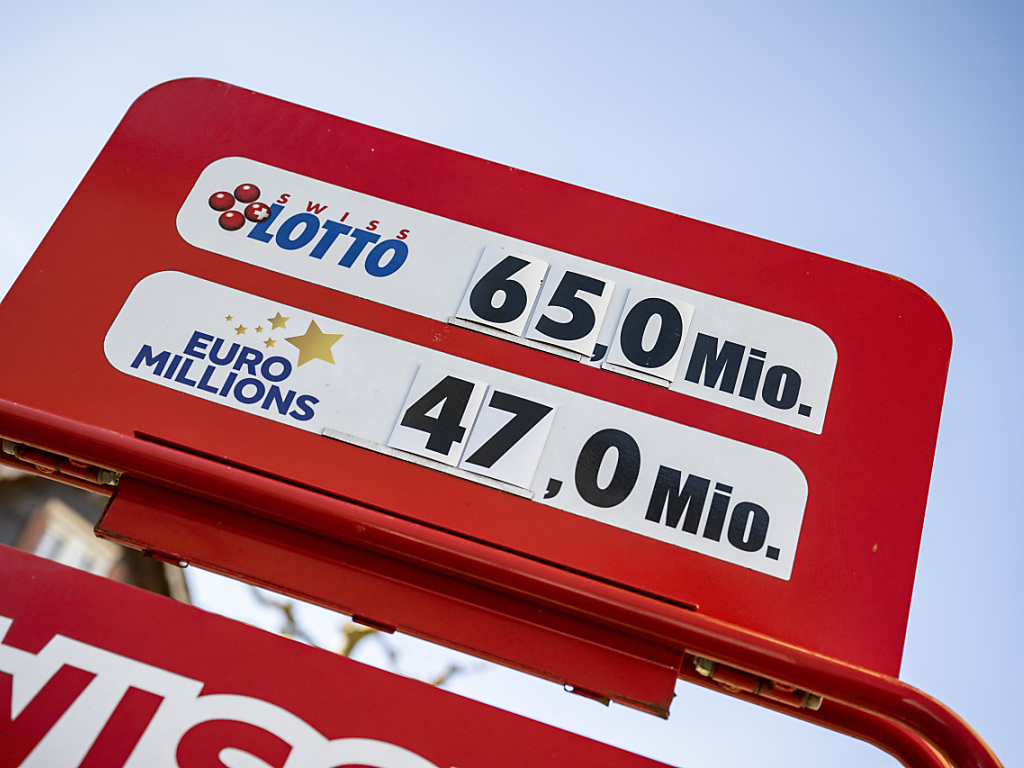 SWISS
LOTTO
65,0 Mio.
EURO
MILLIONS
47,0 Mio.